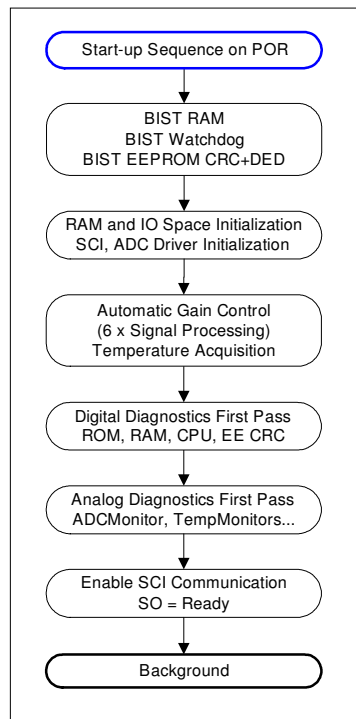 Start-up Sequence on POR
BIST RAM
BIST Watchdog
BIST EEPROM CRC+DED
RAM and IO Space Initialization
SCI, ADC Driver Initialization
Automatic Gain Control
(6 x Signal Processing)
Temperature Acquisition
Digital Diagnostics First Pass
ROM, RAM, CPU, EE CRC
Analog Diagnostics First Pass
ADCMonitor, TempMonitors...
Enable SCI Communication
SO = Ready
Background